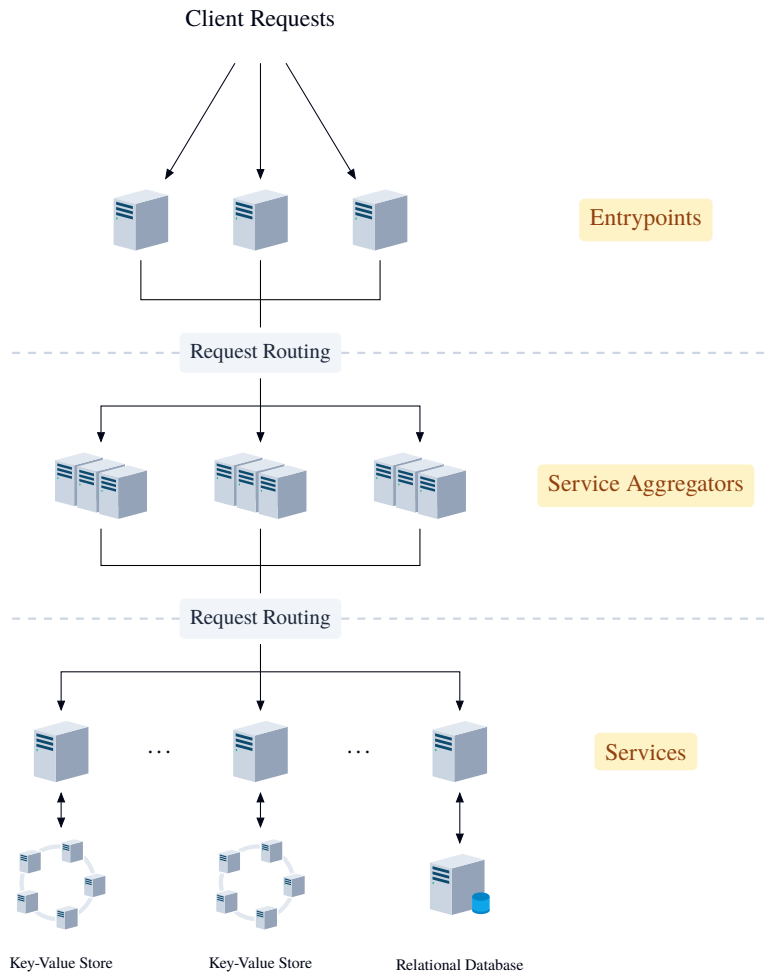 Client Requests
Entrypoints
Request Routing
Service Aggregators
Request Routing
... ...
Services
Key-Value Store Key-Value Store Relational Database